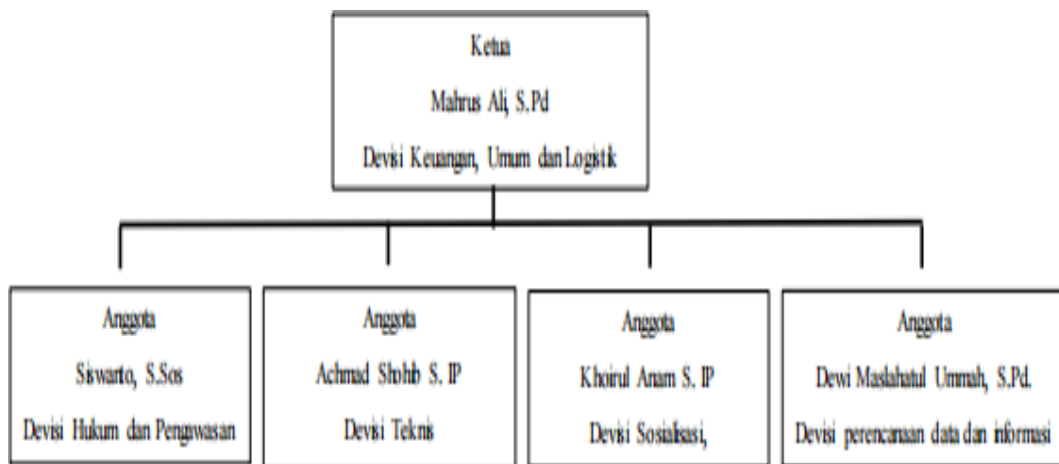 Ketua
Mahrus Ali, S.Pd
Devisi Keuangan, Umum dan Logistik
Anggota
Siswanto, S.Sos
Devisi Hukum dan Pengawasan
Anggota
Achmad Shohib S. IP
Devisi Teknis
Anggota
Khoirul Anam S. IP
Devisi Sosialisasi,
Anggota
Dewi Maslahatul Ummah, S.Pd.
Devisi perencanaan data dan informasi